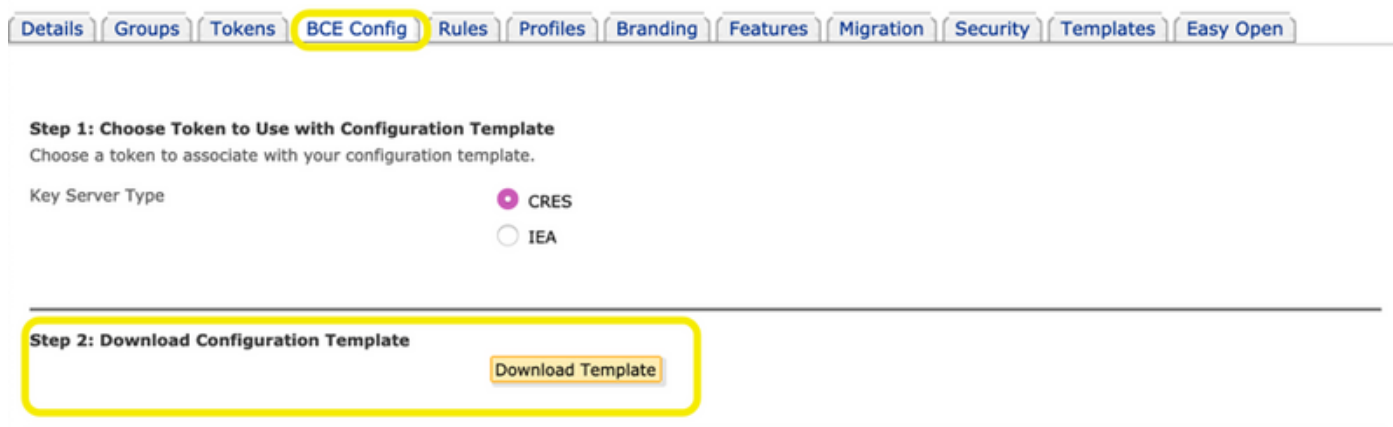 Details Groups Tokens BCE Config Rules Profiles Branding Features Migration Security Templates Easy Open
Step 1: Choose Token to Use with Configuration Template
Choose a token to associate with your configuration template.
Key Server Type CRES
IEA
Step 2: Download Configuration Template
Download Template